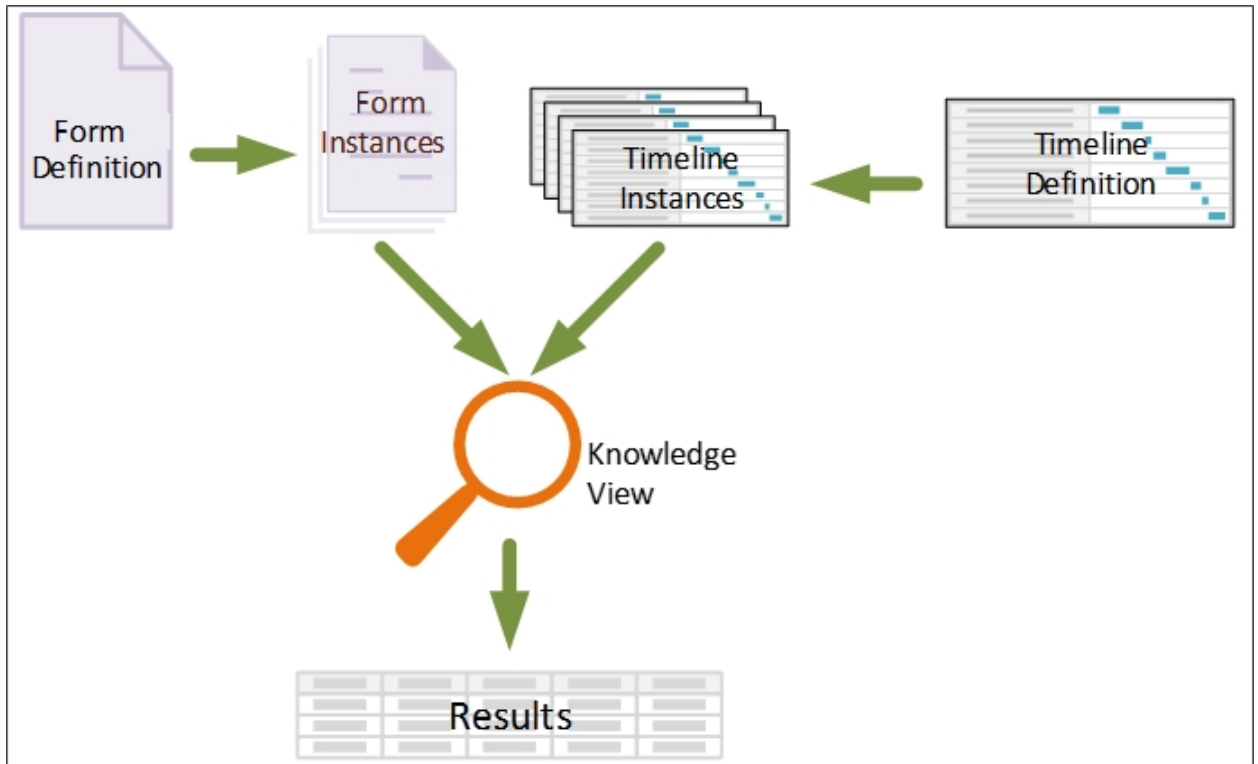 Form
Definition
Form
Instances
Timeline
Instances
Timeline
Definition
Knowledge
View
Results